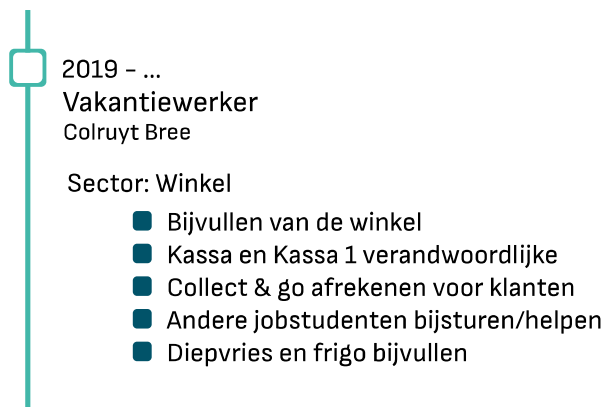 2019 - ...
Vakantiewerker
Colruyt Bree
Sector: Winkel
Bijvullen van de winkel
Kassa en Kassa 1 verandwoordlijke
Collect & go afrekenen voor klanten
Andere jobstudenten bijsturen/helpen
Diepvries en frigo bijvullen